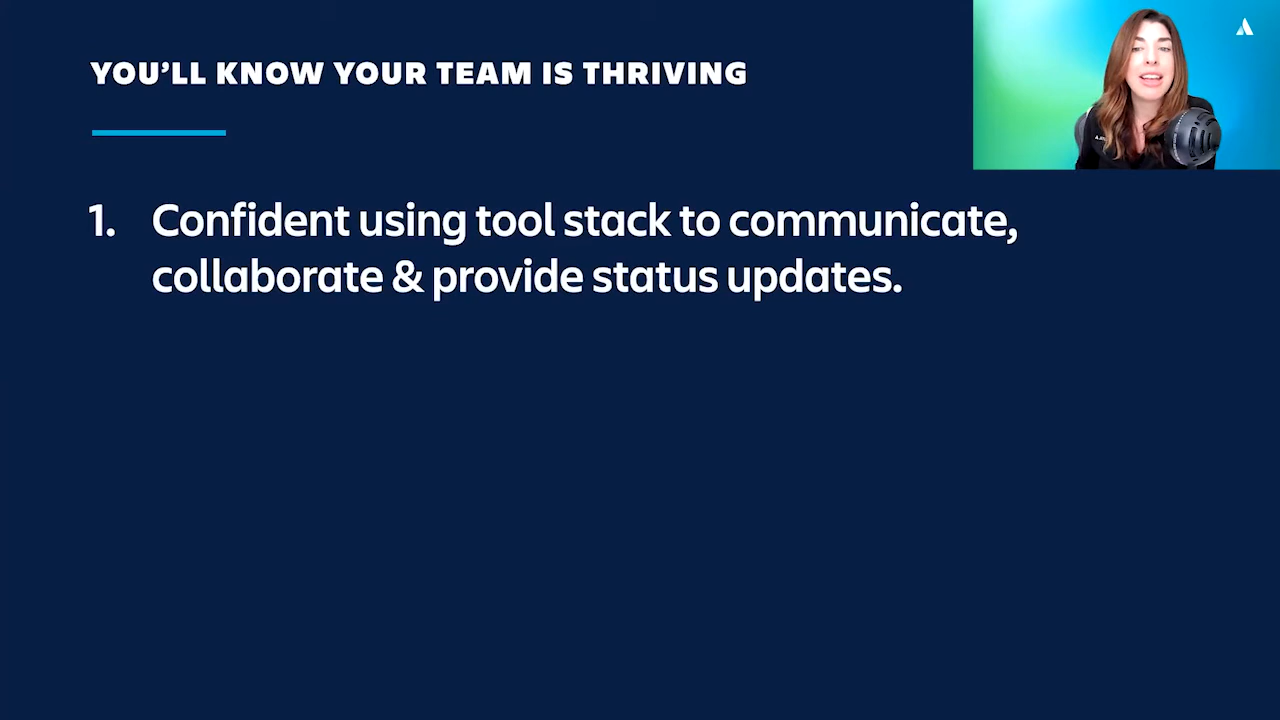 YOU’LL KNOW YOUR TEAM IS THRIVING
1. Confident using tool stack to communicate,
collaborate & provide status updates.